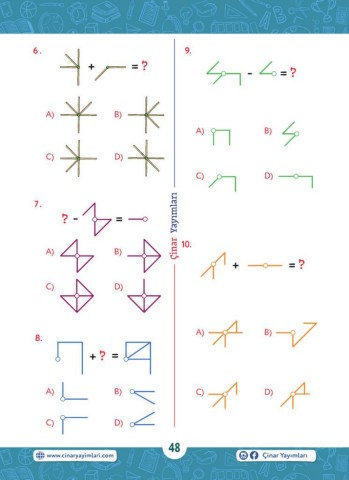 6.
+ = ?
A) B)
C) D)
7.
? - =
A) B)
C) D)
8.
+ ? =
A) B)
C) D)
Çınar Yayımları
9.
- = ?
A) B)
C) D)
10.
+ = ?
A) B)
C) D)
www.cinaryayimlari.com
48
Çınar Yayımları